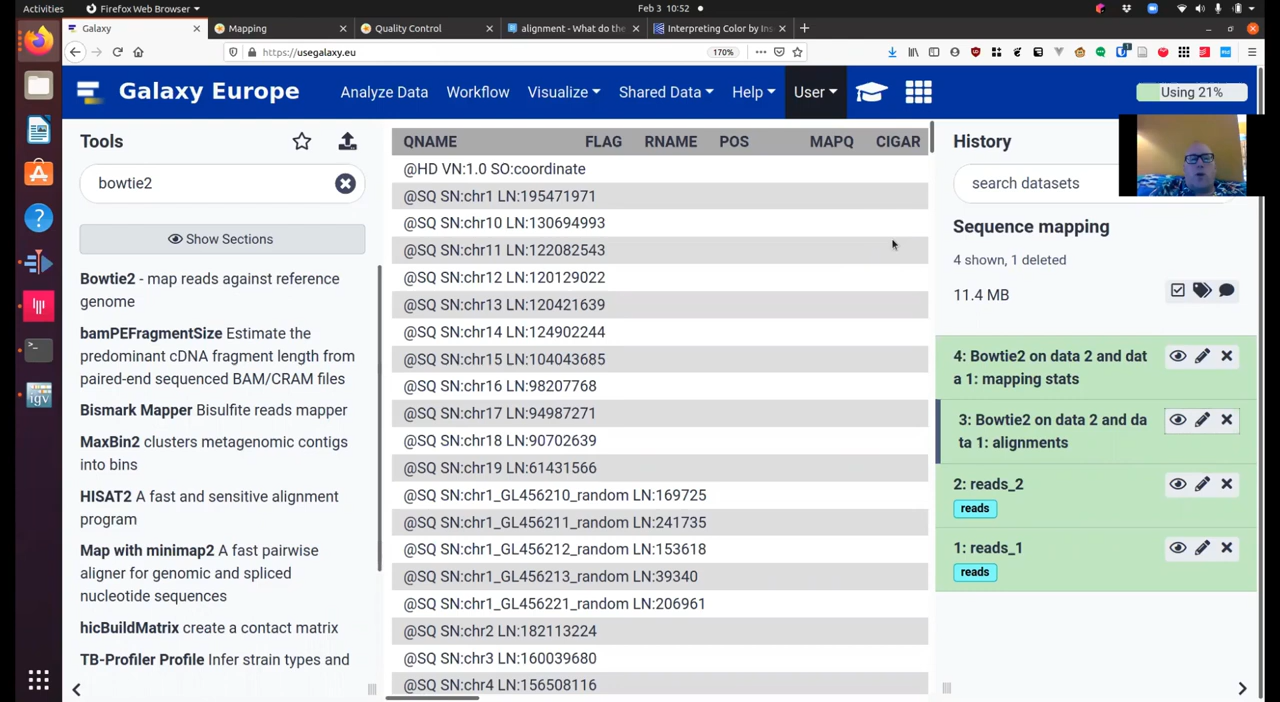 Activities
Firefox Web Browser
Feb 3 10:52
Galaxy
Mapping
Quality Control
alignment - What do the
Interpreting Color by Ins
https://usegalaxy.eu
170%
Galaxy Europe
Analyze Data
Workflow
Visualize
Shared Data
Help
User
Using 21%
Tools
bowtie2
Show Sections
Bowtie2 - map reads against reference
genome
bamPEFragmentSize Estimate the
predominant cDNA fragment length from
paired-end sequenced BAM/CRAM files
Bismark Mapper Bisulfite reads mapper
MaxBin2 clusters metagenomic contigs
into bins
HISAT2 A fast and sensitive alignment
program
Map with minimap2 A fast pairwise
aligner for genomic and spliced
nucleotide sequences
hicBuildMatrix create a contact matrix
TB-Profiler Profile Infer strain types and
QNAME FLAG RNAME POS MAPQ CIGAR
@HD VN:1.0 SO:coordinate
@SQ SN:chr1 LN:195471971
@SQ SN:chr10 LN:130694993
@SQ SN:chr11 LN:122082543
@SQ SN:chr12 LN:120129022
@SQ SN:chr13 LN:120421639
@SQ SN:chr14 LN:124902244
@SQ SN:chr15 LN:104043685
@SQ SN:chr16 LN:98207768
@SQ SN:chr17 LN:94987271
@SQ SN:chr18 LN:90702639
@SQ SN:chr19 LN:61431566
@SQ SN:chr1_GL456210_random LN:169725
@SQ SN:chr1_GL456211_random LN:241735
@SQ SN:chr1_GL456212_random LN:153618
@SQ SN:chr1_GL456213_random LN:39340
@SQ SN:chr1_GL456221_random LN:206961
@SQ SN:chr2 LN:182113224
@SQ SN:chr3 LN:160039680
@SQ SN:chr4 LN:156508116
History
search datasets
Sequence mapping
4 shown, 1 deleted
11.4 MB
4: Bowtie2 on data 2 and dat
a 1: mapping stats
3: Bowtie2 on data 2 and da
ta 1: alignments
2: reads_2
reads
1: reads_1
reads
IGV